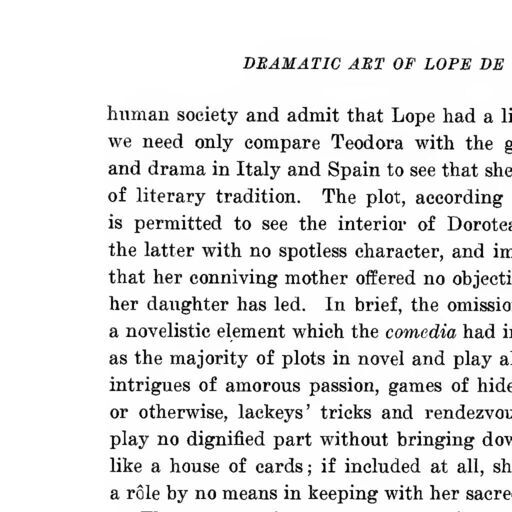 DRAMATIC ART OF LOPE DE
human society and admit that Lope had a li
we need only compare Teodora with the g
and drama in Italy and Spain to see that she
of literary tradition. The plot, according
is permitted to see the interior of Dorotea
the latter with no spotless character, and im
that her conniving mother offered no objecti
her daughter has led. In brief, the omissio
a novelistic element which the comedia had in
as the majority of plots in novel and play al
intrigues of amorous passion, games of hide
or otherwise, lackeys' tricks and rendezvou
play no dignified part without bringing dow
like a house of cards; if included at all, sh
a rôle by no means in keeping with her sacre